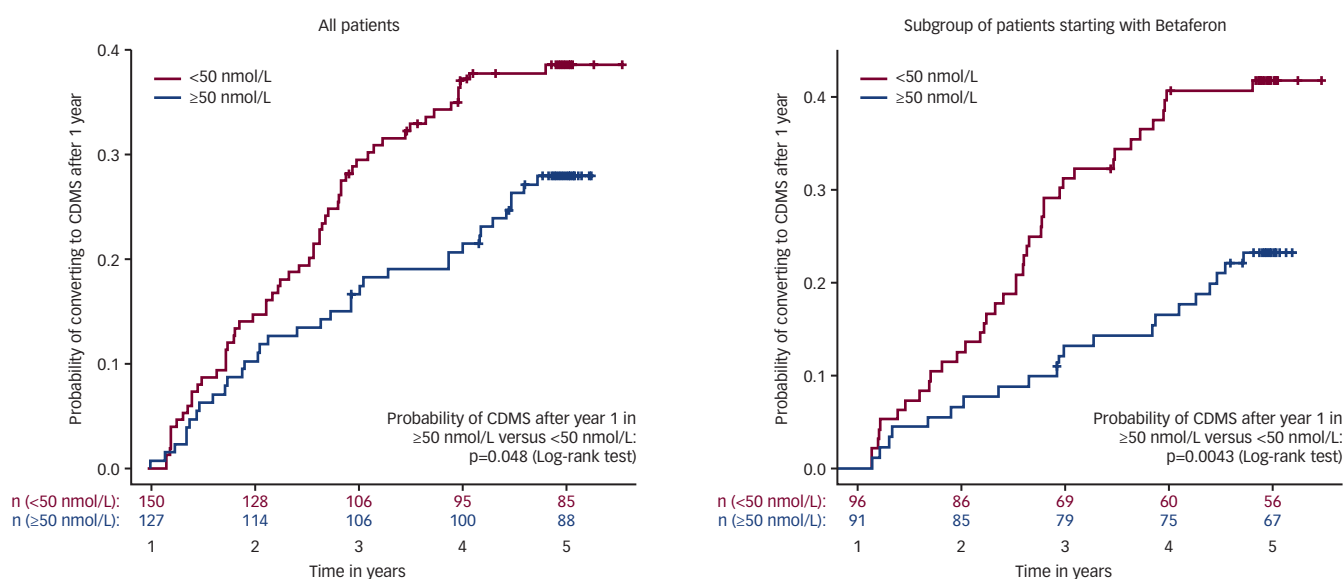 All patients
0.4
0.3
0.2
0.1
0.0
Probability of converting to CDMS after 1 year
<50 nmol/L
≥50 nmol/L
Probability of CDMS after year 1 in
≥50 nmol/L versus <50 nmol/L:
p=0.048 (Log-rank test)
n (<50 nmol/L): 150 128 106 95 85
n (≥50 nmol/L): 127 114 106 100 88
1 2 3 4 5
Time in years
Subgroup of patients starting with Betaferon
0.4
0.3
0.2
0.1
0.0
Probability of converting to CDMS after 1 year
<50 nmol/L
≥50 nmol/L
Probability of CDMS after year 1 in
≥50 nmol/L versus <50 nmol/L:
p=0.0043 (Log-rank test)
n (<50 nmol/L): 96 86 69 60 56
n (≥50 nmol/L): 91 85 79 75 67
1 2 3 4 5
Time in years